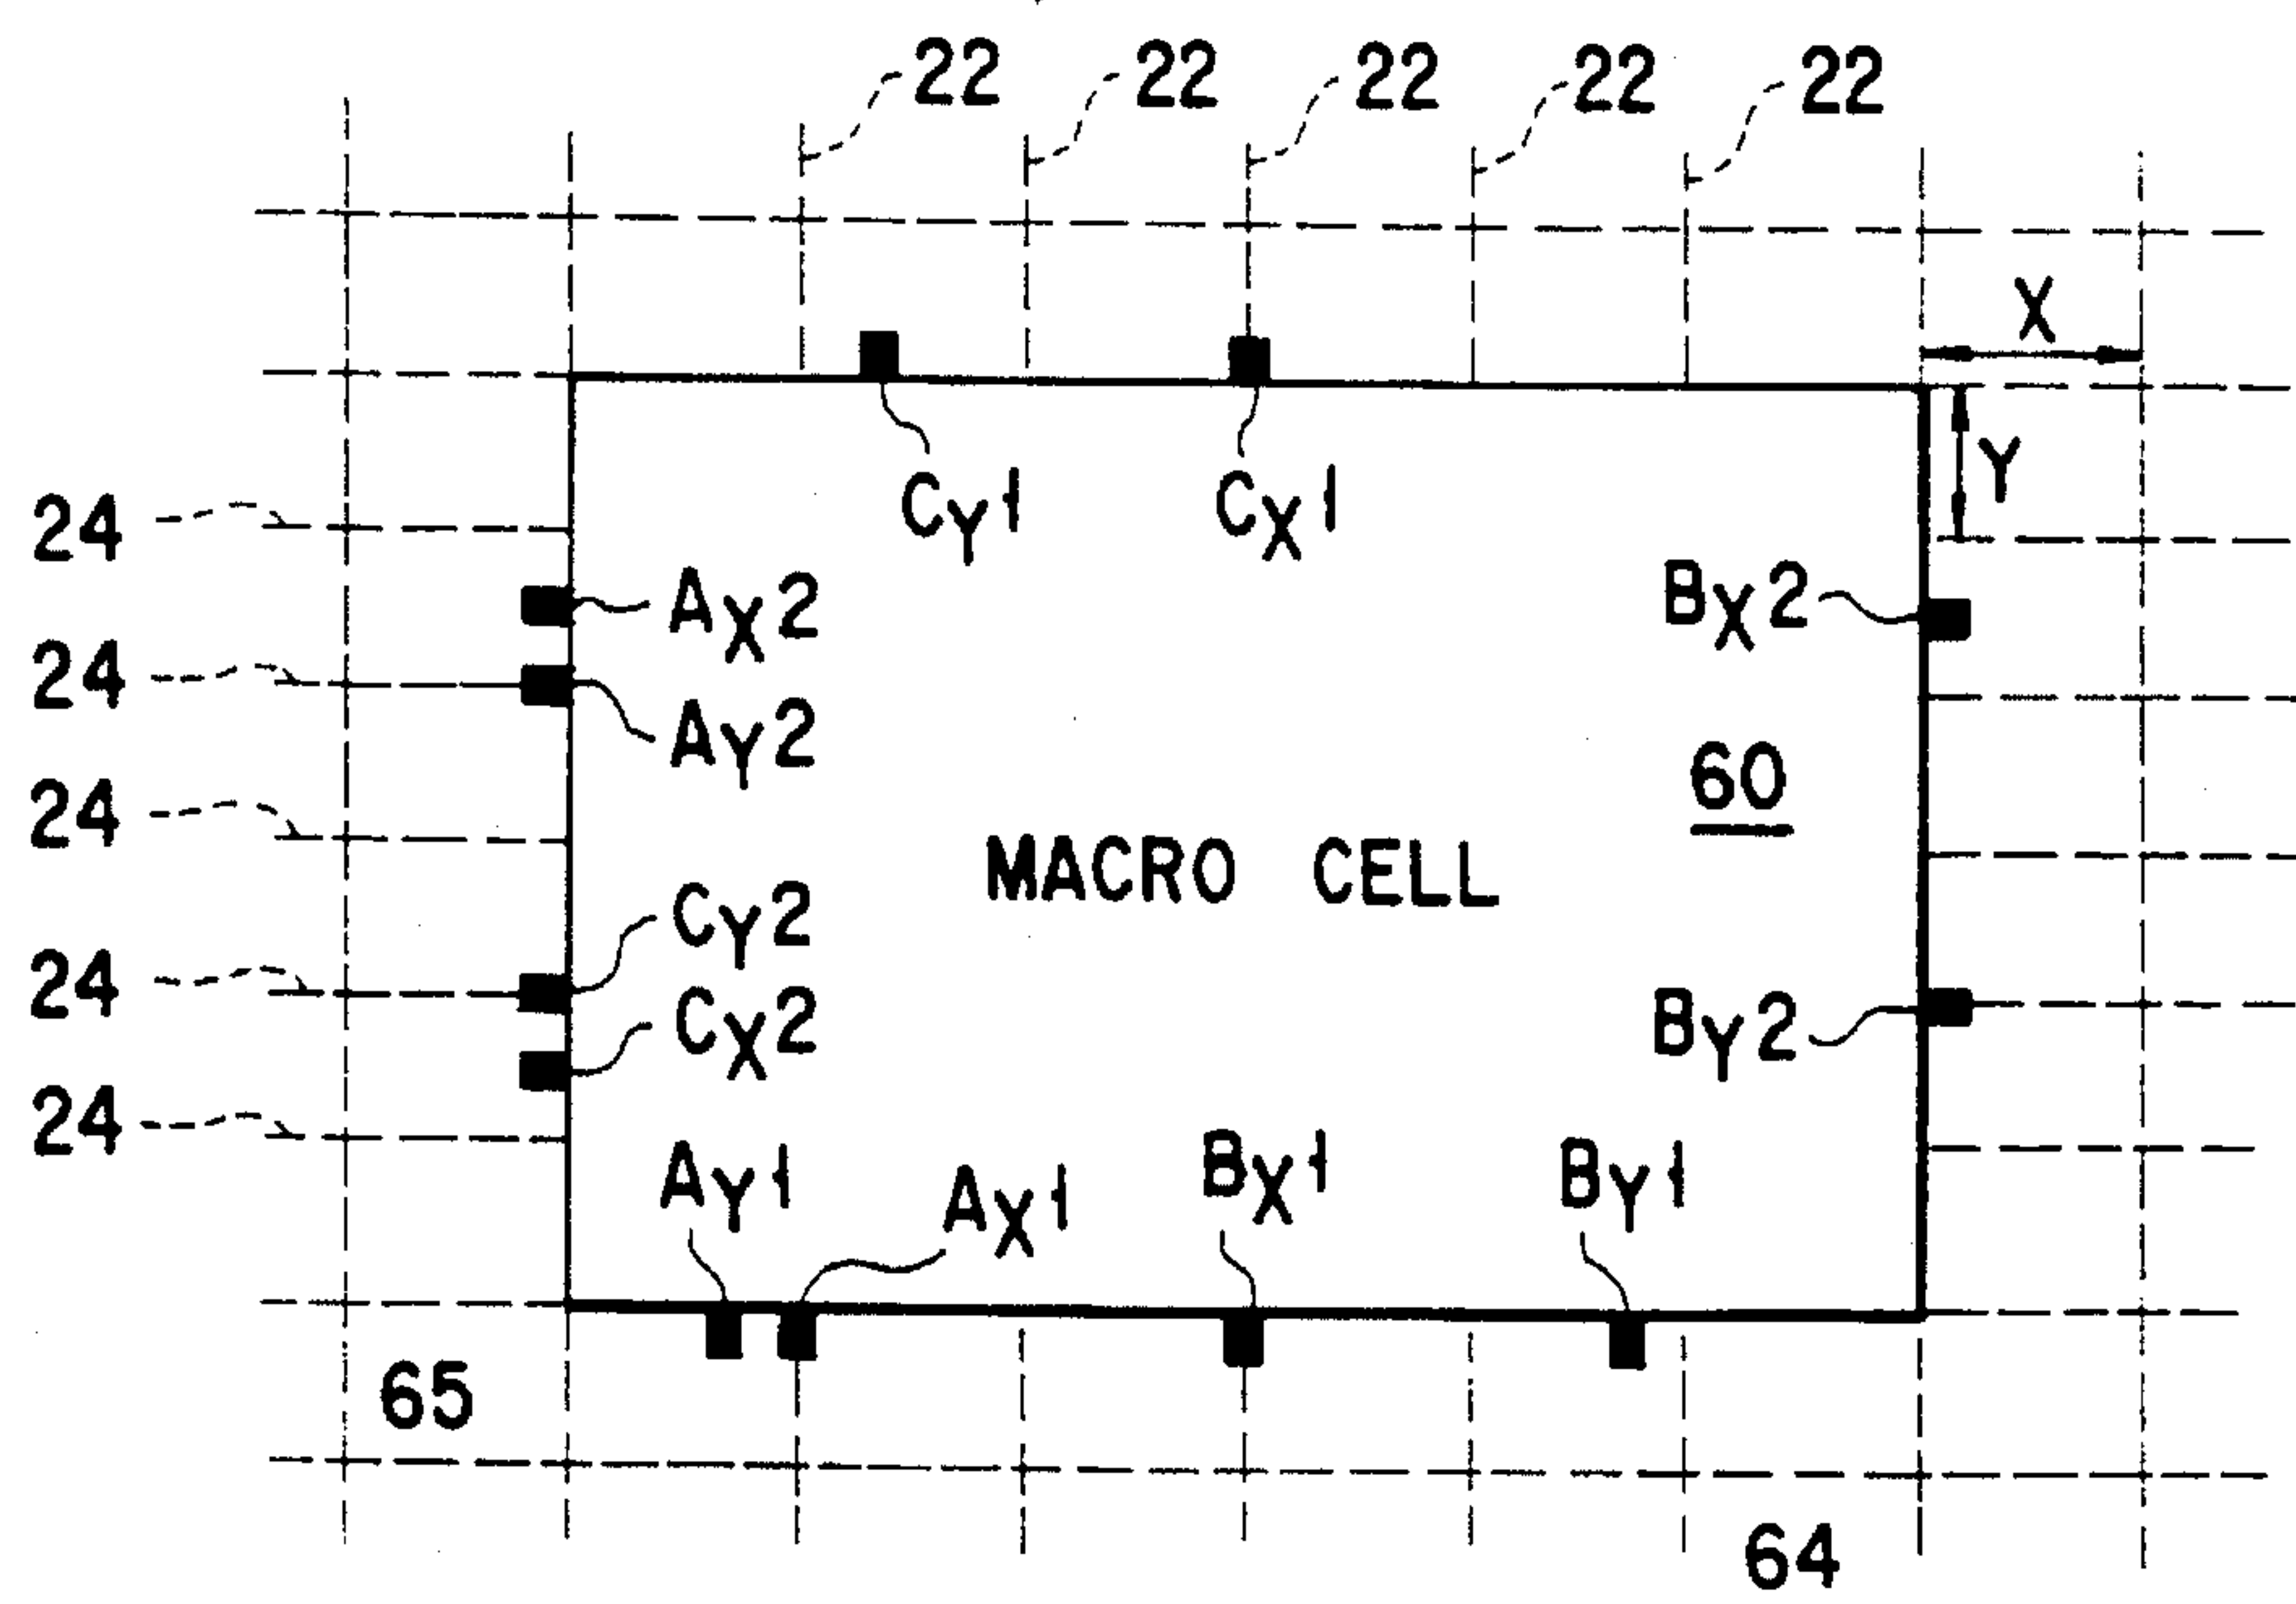 22 22 22 22 22
X
Y
CY1 CX1
24
AX2
BX2
24
AY2
60
24
MACRO CELL
CY2
24
CX2
BY2
24
AY1 AX1 BX1 BY1
65
64